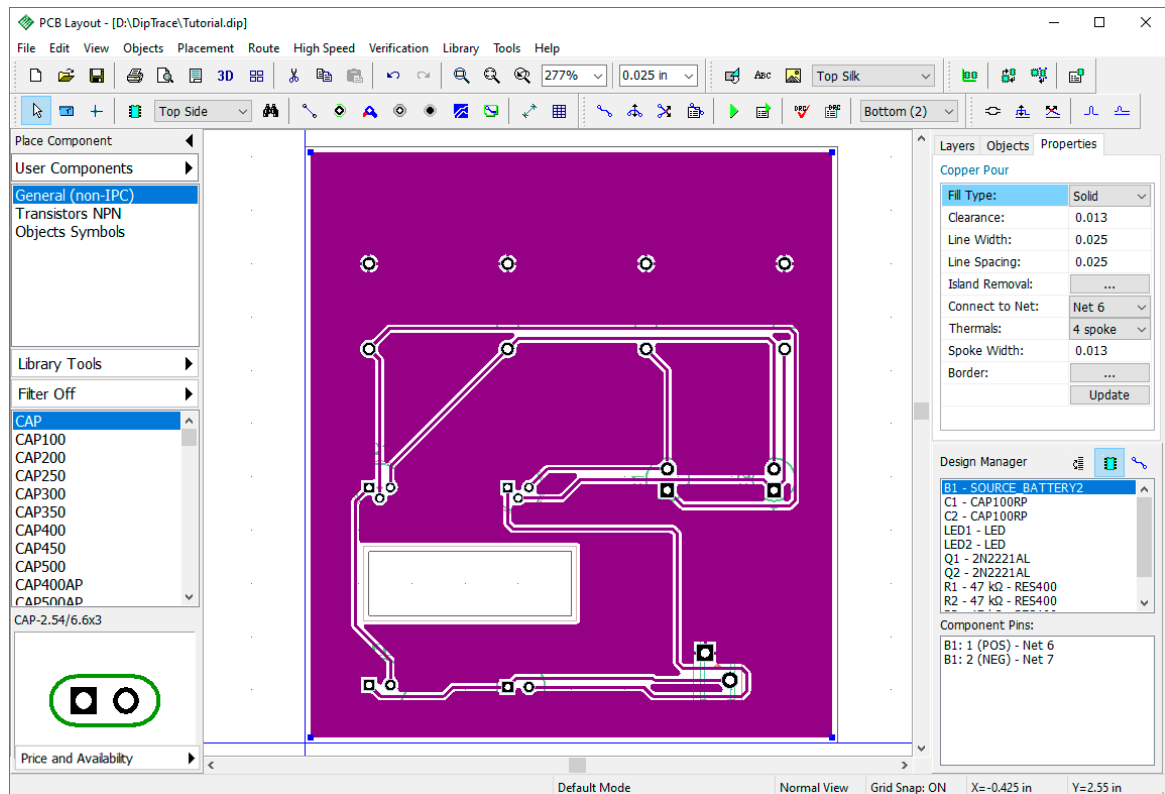 PCB Layout - [D:\DipTrace\Tutorial.dip]
File Edit View Objects Placement Route High Speed Verification Library Tools Help
3D 277% 0.025 in ABC Top Silk
Top Side DRC DRC Bottom (2)
Place Component
User Components
General (non-IPC)
Transistors NPN
Objects Symbols
Library Tools
Filter Off
CAP
CAP100
CAP200
CAP250
CAP300
CAP350
CAP400
CAP450
CAP500
CAP400AP
CAP500AP
CAP-2.54/6.6x3
Price and Availability
Layers Objects Properties
Copper Pour
Fill Type: Solid
Clearance: 0.013
Line Width: 0.025
Line Spacing: 0.025
Island Removal: ...
Connect to Net: Net 6
Thermals: 4 spoke
Spoke Width: 0.013
Border: ...
Update
Design Manager
B1 - SOURCE_BATTERY2
C1 - CAP100RP
C2 - CAP100RP
LED1 - LED
LED2 - LED
Q1 - 2N2221AL
Q2 - 2N2221AL
R1 - 47 kΩ - RES400
R2 - 47 kΩ - RES400
Component Pins:
B1: 1 (POS) - Net 6
B1: 2 (NEG) - Net 7
Default Mode Normal View Grid Snap: ON X=-0.425 in Y=2.55 in